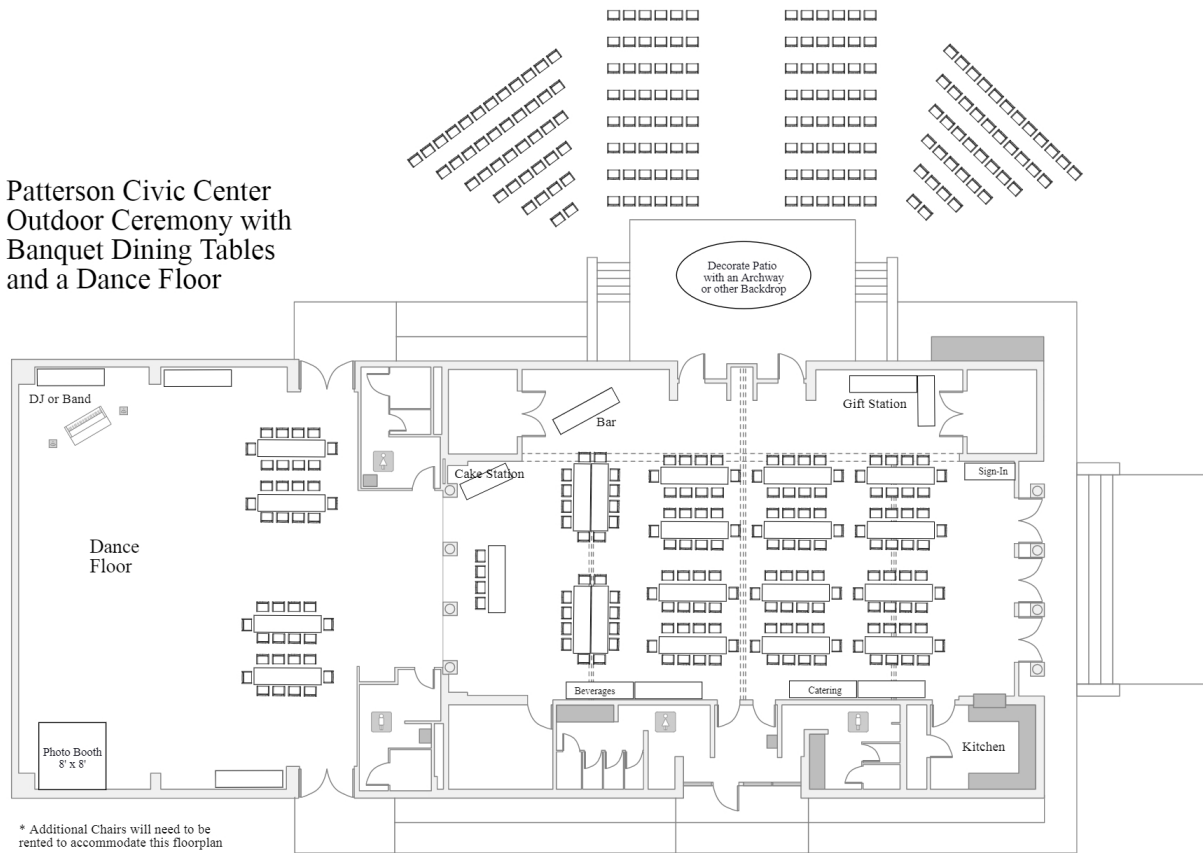 Patterson Civic Center
Outdoor Ceremony with
Banquet Dining Tables
and a Dance Floor
Decorate Patio
with an Archway
or other Backdrop
DJ or Band
Bar
Gift Station
Cake Station
Sign-In
Dance
Floor
Beverages
Catering
Photo Booth
8' x 8'
Kitchen
* Additional Chairs will need to be
rented to accommodate this floorplan